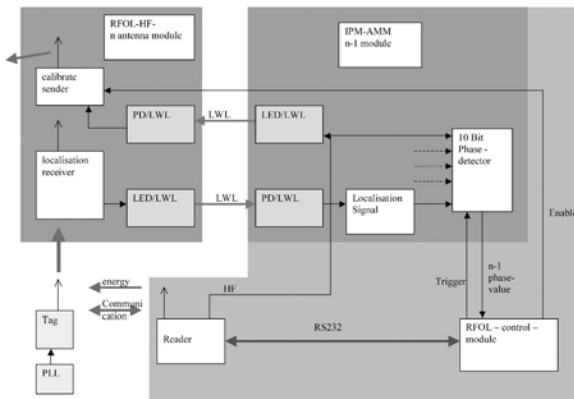 RFOL-HF-
n antenna module
IPM-AMM
n-1 module
calibrate
sender
PD/LWL
LWL
LED/LWL
10 Bit
Phase -
detector
localisation
receiver
LED/LWL
LWL
PD/LWL
Localisation
Signal
Enable
energy
Communi
cation
HF
Trigger
n-1
phase-
value
Tag
Reader
RS232
RFOL – control –
module
PLL